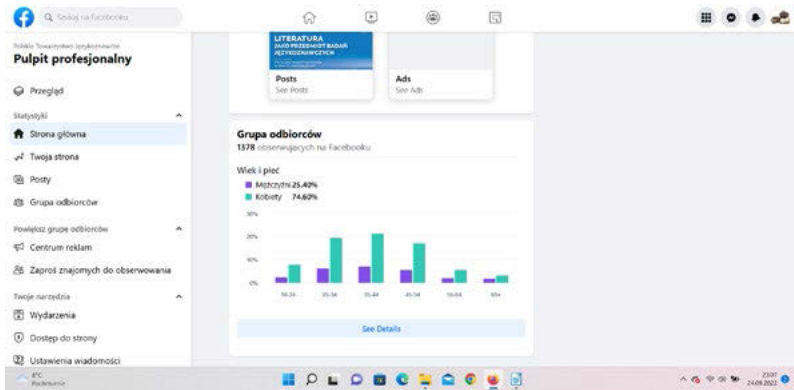 Szukaj na Facebooku
Polskie Towarzystwo Językoznawcze
Pulpit profesjonalny
Przegląd
Statystyki
Strona główna
Twoja strona
Posty
Grupa odbiorców
Powiększ grupę odbiorców
Centrum reklam
Zaproś znajomych do obserwowania
Twoje narzędzia
Wydarzenia
Dostęp do strony
Ustawienia wiadomości
LITERATURA
JAKO PRZEDMIOT BADAŃ
JĘZYKOZNAWCZYCH
Posts
See Posts
Ads
See Ads
Grupa odbiorców
1378 obserwujących na Facebooku
Wiek i płeć
Mężczyźni 25.40%
Kobiety 74.60%
30%
20%
10%
0%
18-24 25-34 35-44 45-54 55-64 65+
See Details
8°C
Pochmurnie
23:07
24.09.2022